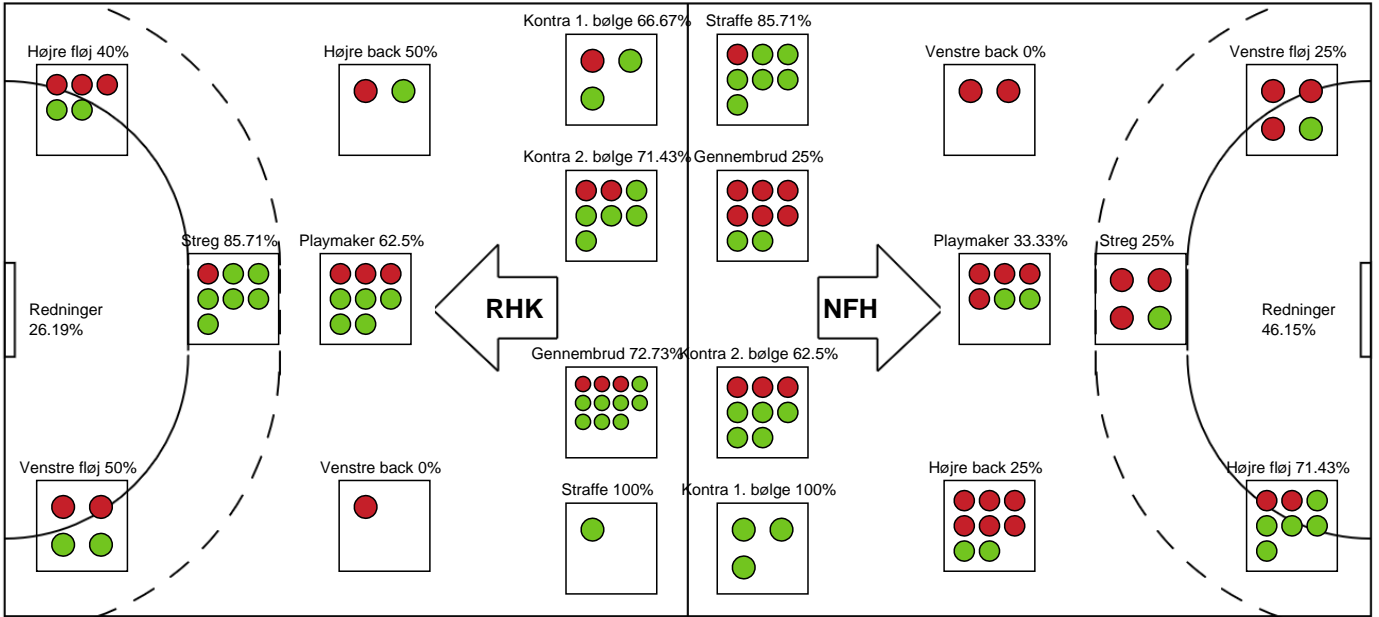 Kontra 1. bølge 66.67%
Straffe 85.71%
Højre fløj 40%
Højre back 50%
Venstre back 0%
Venstre fløj 25%
Kontra 2. bølge 71.43%
Gennembrud 25%
Streg 85.71%
Playmaker 62.5%
Playmaker 33.33%
Streg 25%
Redninger
26.19%
RHK
NFH
Redninger
46.15%
Gennembrud 72.73%
Kontra 2. bølge 62.5%
Venstre fløj 50%
Venstre back 0%
Straffe 100%
Kontra 1. bølge 100%
Højre back 25%
Højre fløj 71.43%